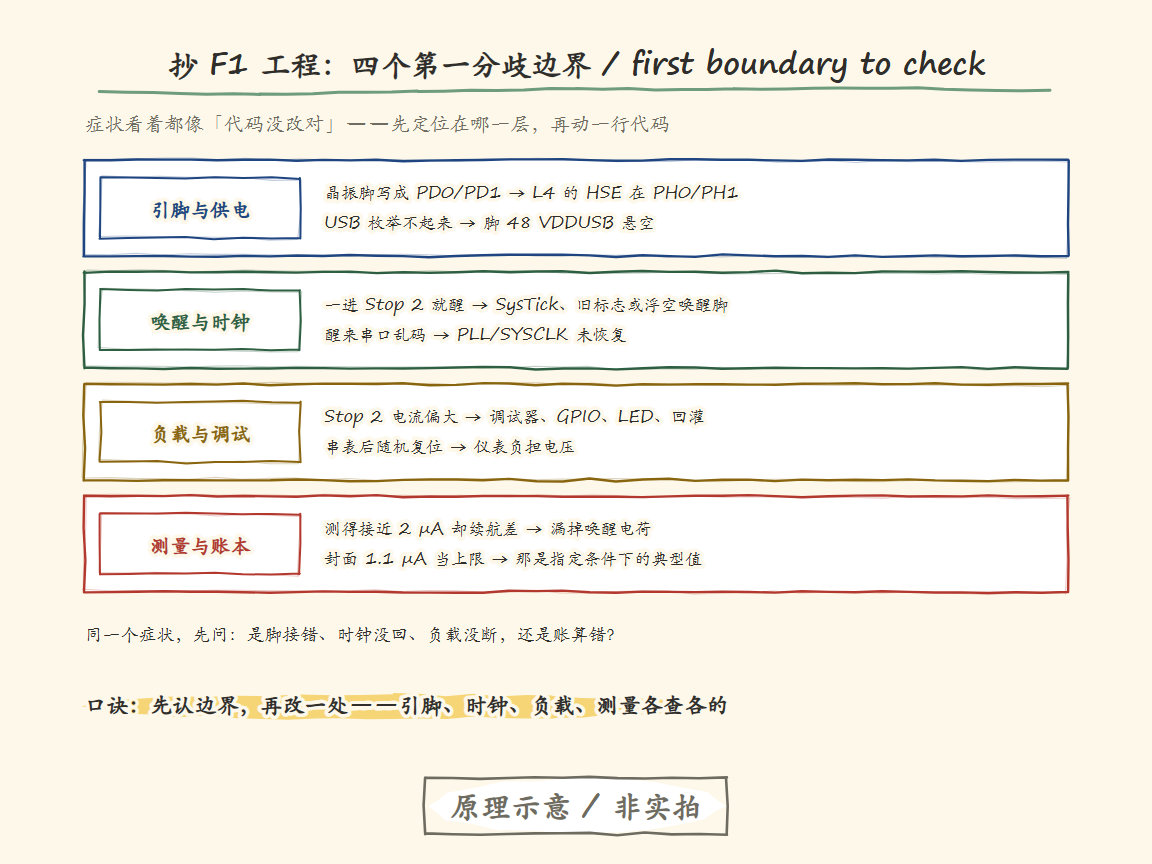 抄 F1 工程：四个第一分歧边界 / first boundary to check
症状看着都像「代码没改对」——先定位在哪一层，再动一行代码
引脚与供电
晶振脚写成 PD0/PD1 → L4 的 HSE 在 PH0/PH1
USB 枚举不起来 → 脚 48 VDDUSB 悬空
唤醒与时钟
一进 Stop 2 就醒 → SysTick、旧标志或浮空唤醒脚
醒来串口乱码 → PLL/SYSCLK 未恢复
负载与调试
Stop 2 电流偏大 → 调试器、GPIO、LED、回灌
串表后随机复位 → 仪表负担电压
测量与账本
测得接近 2 μA 却续航差 → 漏掉唤醒电荷
封面 1.1 μA 当上限 → 那是指定条件下的典型值
同一个症状，先问：是脚接错、时钟没回、负载没断，还是账算错?
口诀：先认边界，再改一处——引脚、时钟、负载、测量各查各的
原理示意 / 非实拍